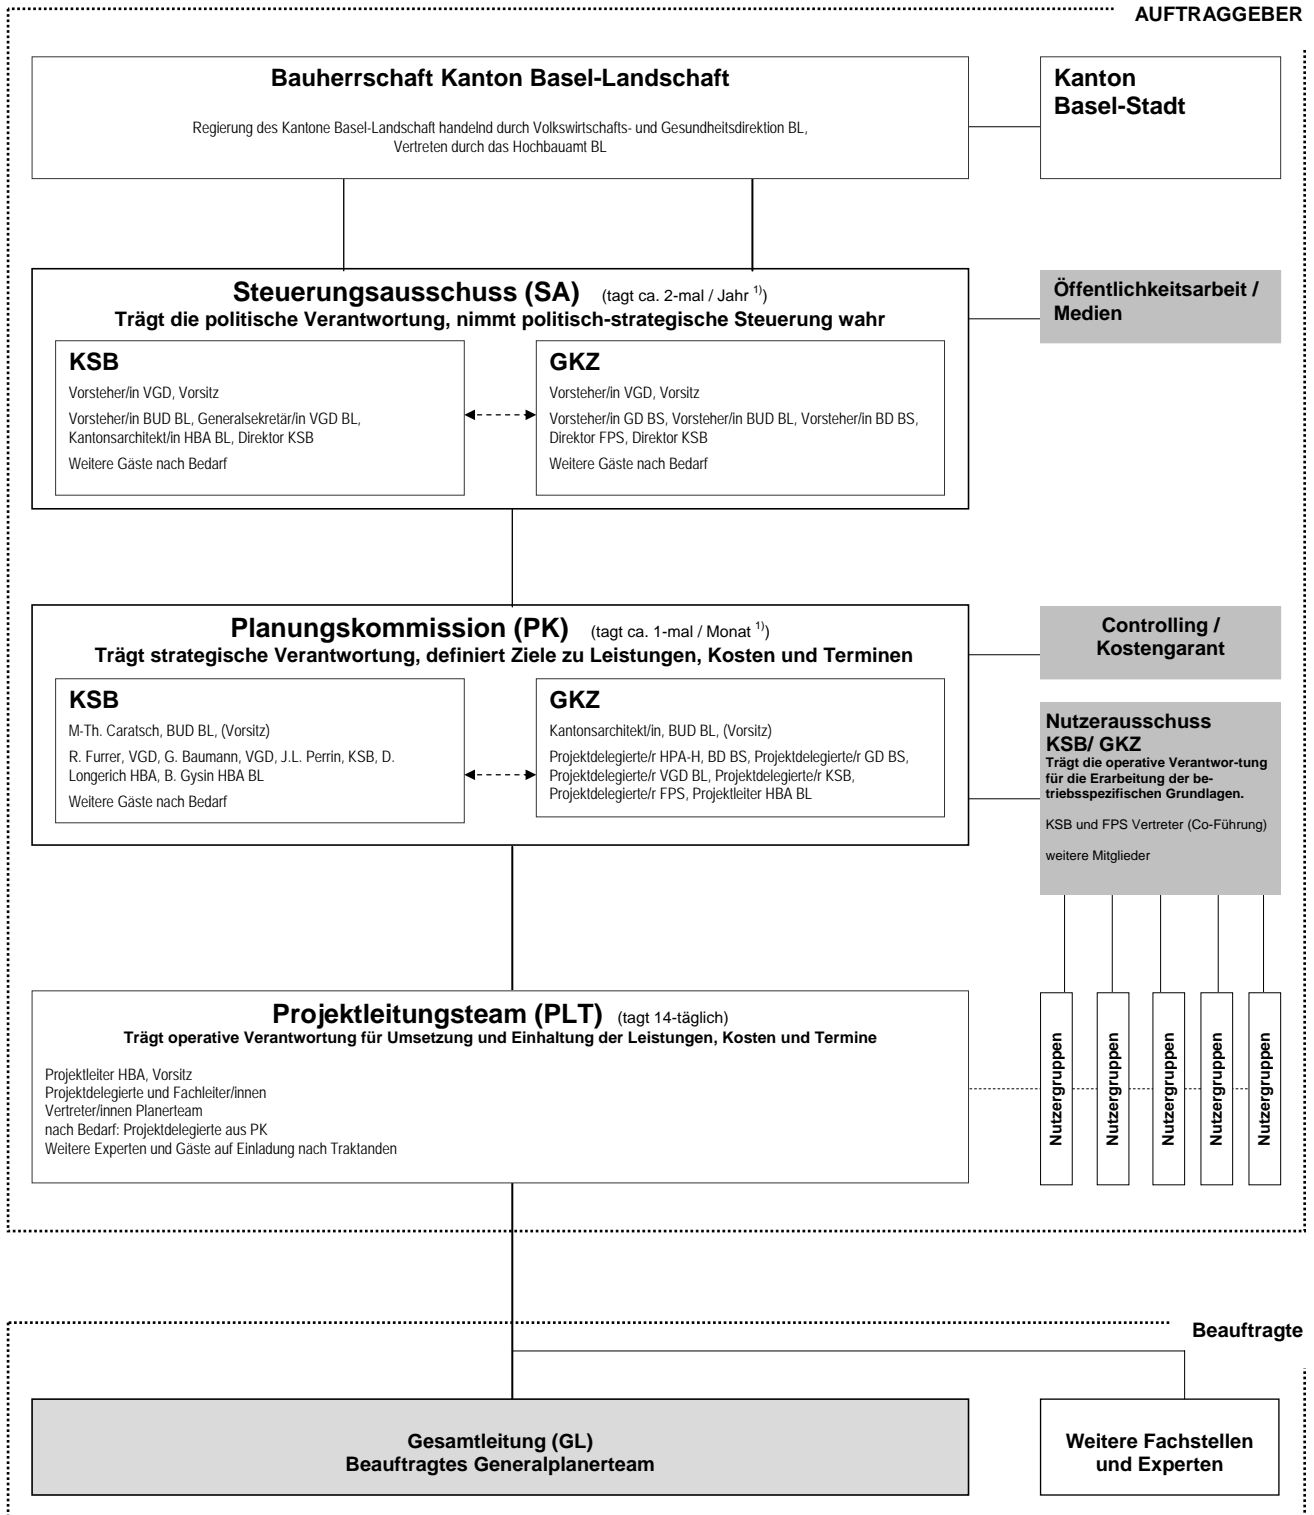 AUFTRAGGEBER
Bauherrschaft Kanton Basel-Landschaft
Regierung des Kantone Basel-Landschaft handelnd durch Volkswirtschafts- und Gesundheitsdirektion BL,
Vertreten durch das Hochbauamt BL
Kanton
Basel-Stadt
Steuerungsausschuss (SA) (tagt ca. 2-mal / Jahr 1))
Trägt die politische Verantwortung, nimmt politisch-strategische Steuerung wahr
KSB
Vorsteher/in VGD, Vorsitz
Vorsteher/in BUD BL, Generalsekretär/in VGD BL,
Kantonsarchitekt/in HBA BL, Direktor KSB
Weitere Gäste nach Bedarf
GKZ
Vorsteher/in VGD, Vorsitz
Vorsteher/in GD BS, Vorsteher/in BUD BL, Vorsteher/in BD BS,
Direktor FPS, Direktor KSB
Weitere Gäste nach Bedarf
Öffentlichkeitsarbeit /
Medien
Planungskommission (PK) (tagt ca. 1-mal / Monat 1))
Trägt strategische Verantwortung, definiert Ziele zu Leistungen, Kosten und Terminen
KSB
M-Th. Caratsch, BUD BL, (Vorsitz)
R. Furrer, VGD, G. Baumann, VGD, J.L. Perrin, KSB, D.
Longerich HBA, B. Gysin HBA BL
Weitere Gäste nach Bedarf
GKZ
Kantonsarchitekt/in, BUD BL, (Vorsitz)
Projektdelegierte/r HPA-H, BD BS, Projektdelegierte/r GD BS,
Projektdelegierte/r VGD BL, Projektdelegierte/r KSB,
Projektdelegierte/r FPS, Projektleiter HBA BL
Controlling /
Kostengarant
Nutzerausschuss
KSB/ GKZ
Trägt die operative Verantwor-tung
für die Erarbeitung der be-
triebsspezifischen Grundlagen.
KSB und FPS Vertreter (Co-Führung)
weitere Mitglieder
Projektleitungsteam (PLT) (tagt 14-täglich)
Trägt operative Verantwortung für Umsetzung und Einhaltung der Leistungen, Kosten und Termine
Projektleiter HBA, Vorsitz
Projektdelegierte und Fachleiter/innen
Vertreter/innen Planerteam
nach Bedarf: Projektdelegierte aus PK
Weitere Experten und Gäste auf Einladung nach Traktanden
Nutzergruppen
Nutzergruppen
Nutzergruppen
Nutzergruppen
Nutzergruppen
Beauftragte
Gesamtleitung (GL)
Beauftragtes Generalplanerteam
Weitere Fachstellen
und Experten